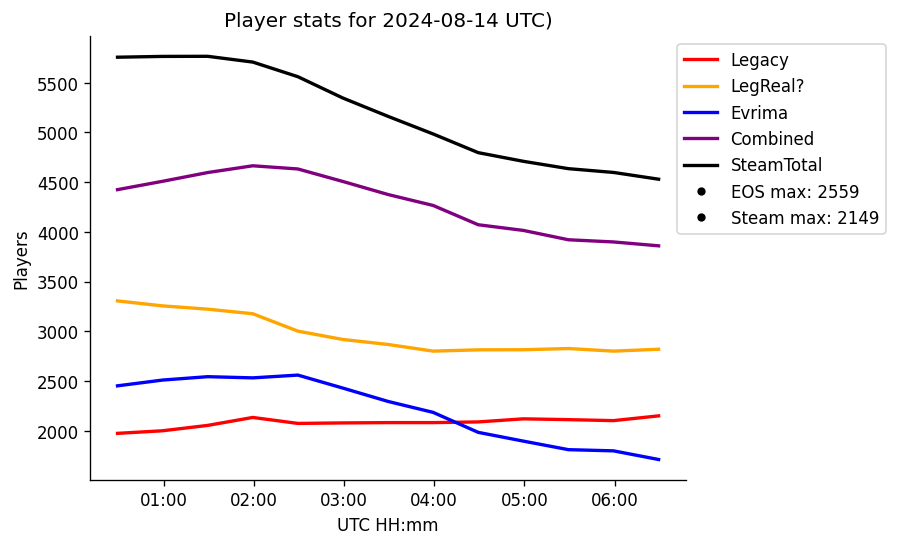 Player stats for 2024-08-14 UTC)
Legacy
LegReal?
Evrima
Combined
SteamTotal
EOS max: 2559
Steam max: 2149
Players
5500
5000
4500
4000
3500
3000
2500
2000
01:00 02:00 03:00 04:00 05:00 06:00
UTC HH:mm